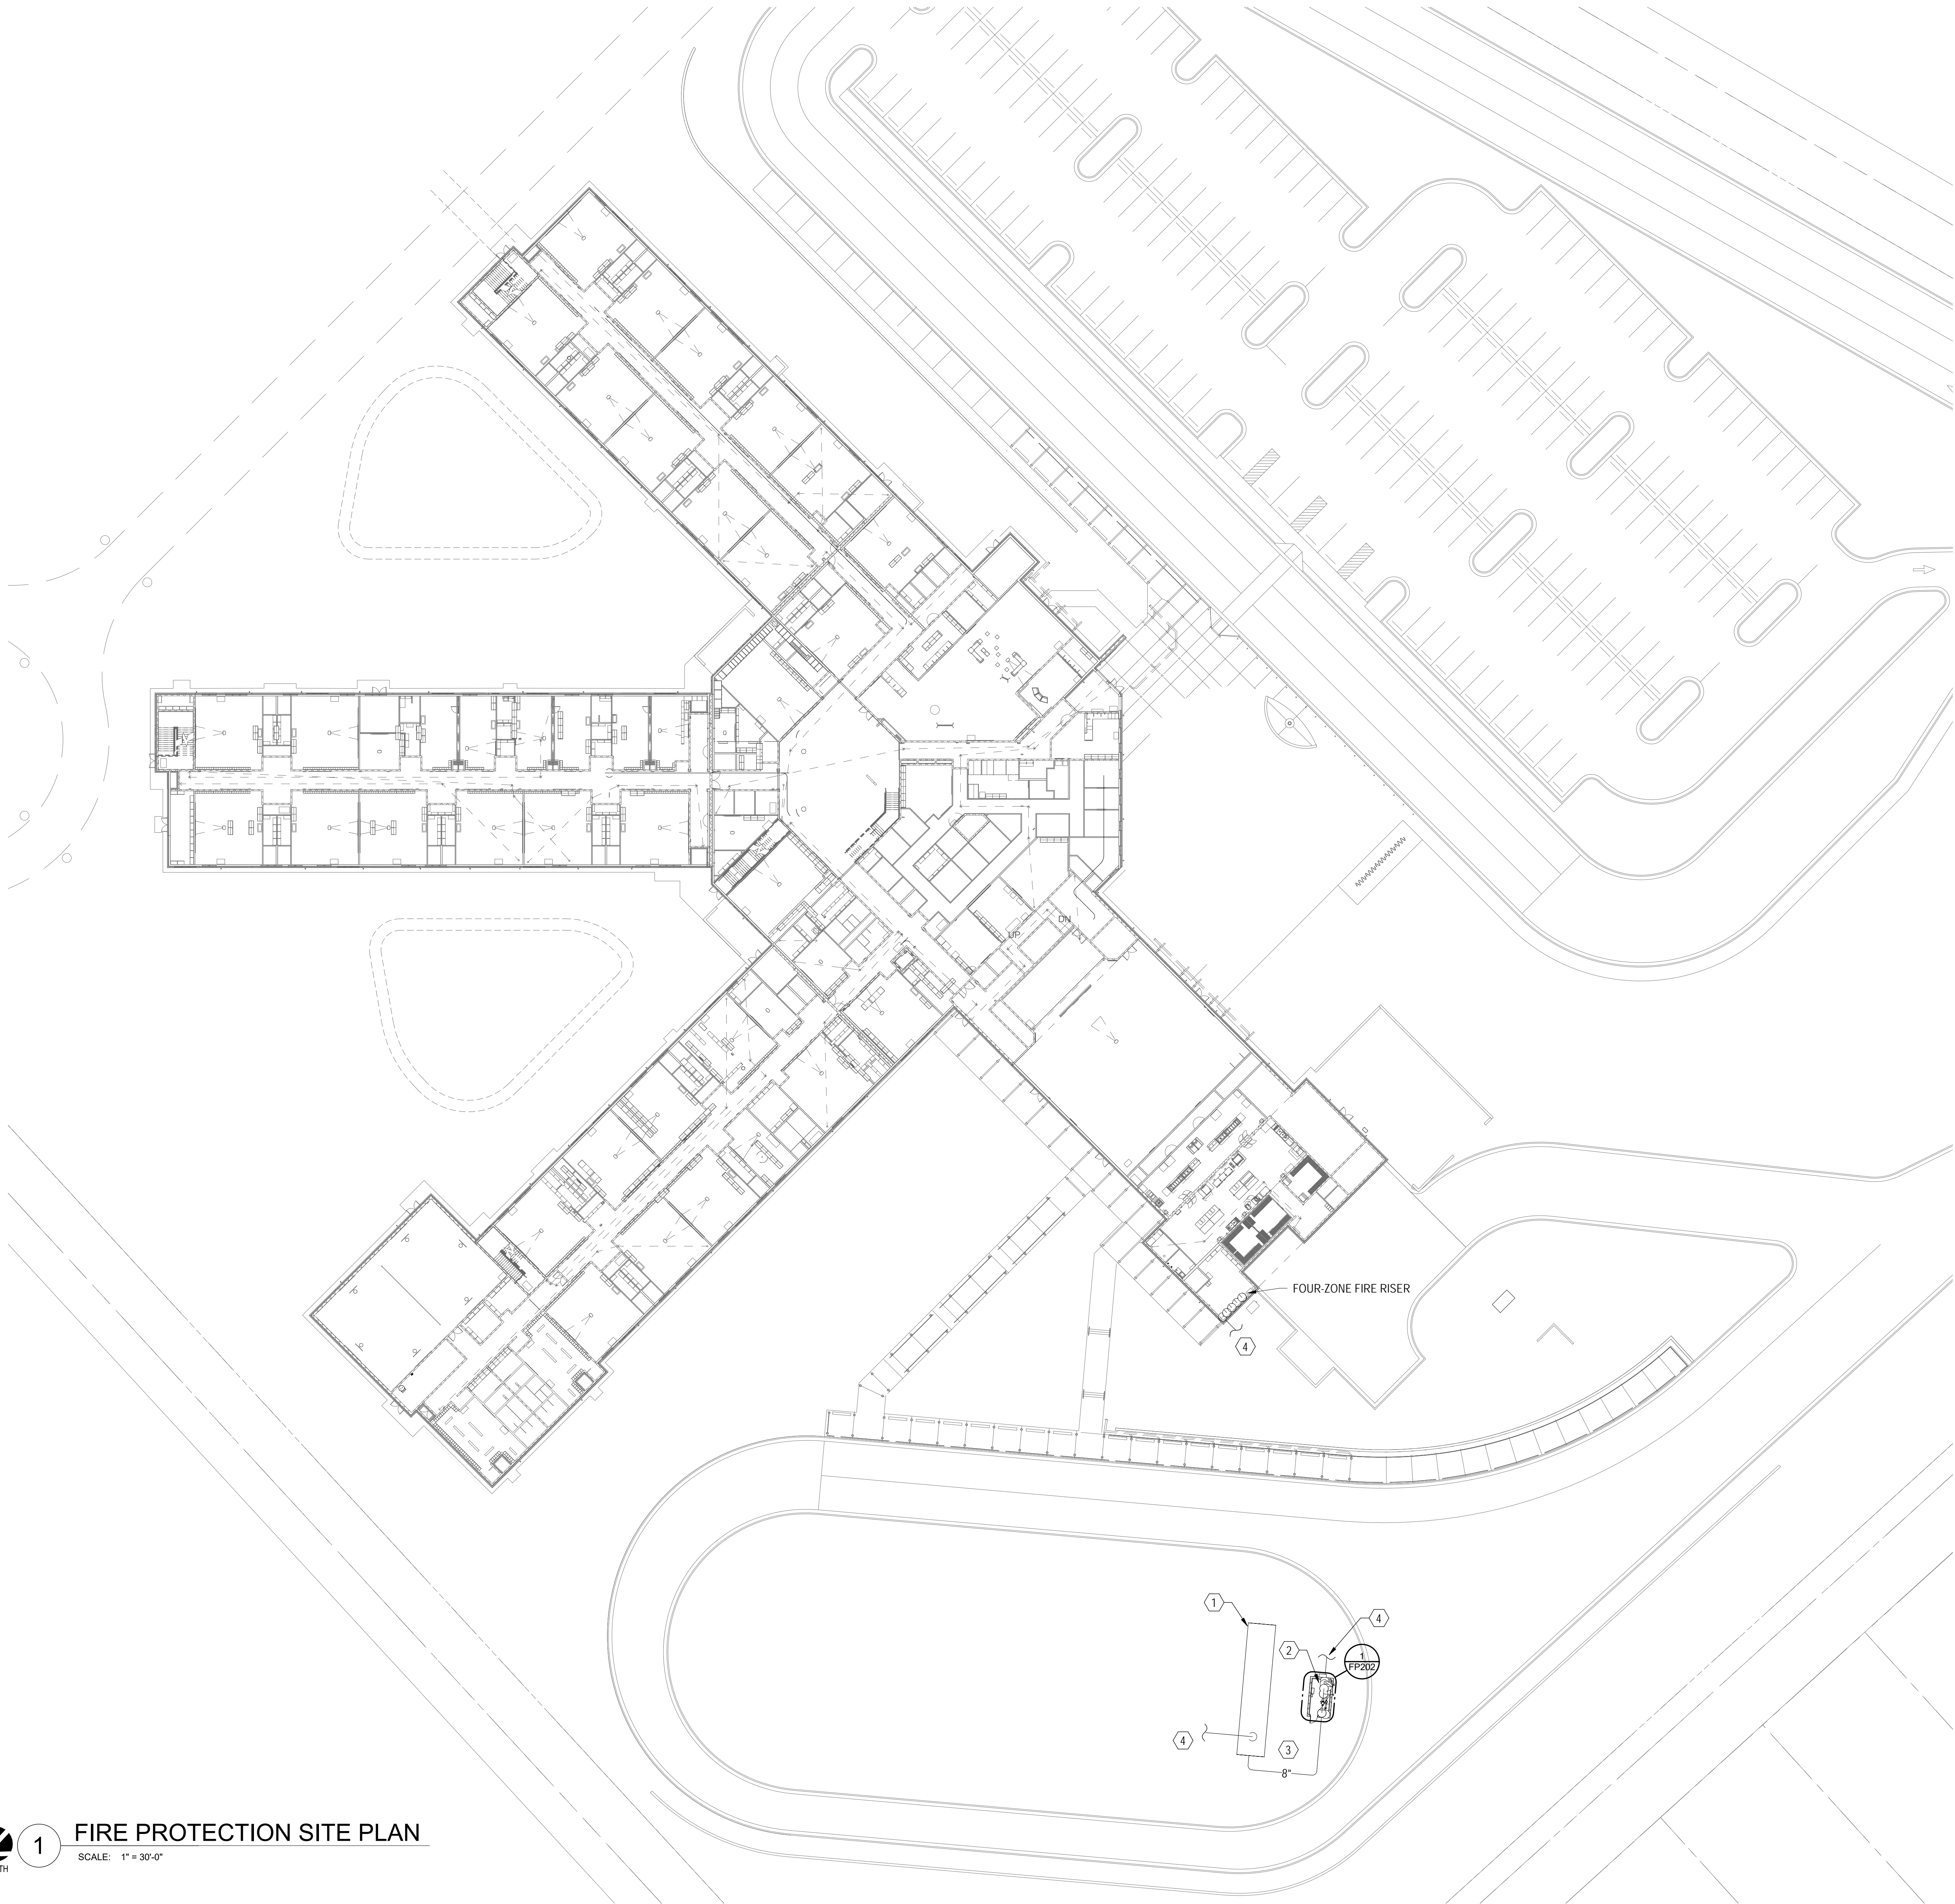 DN
UP
FOUR-ZONE FIRE RISER
4
1
4
2
1
FP202
4
3
8"
1
FIRE PROTECTION SITE PLAN
SCALE: 1" = 30'-0"
TH